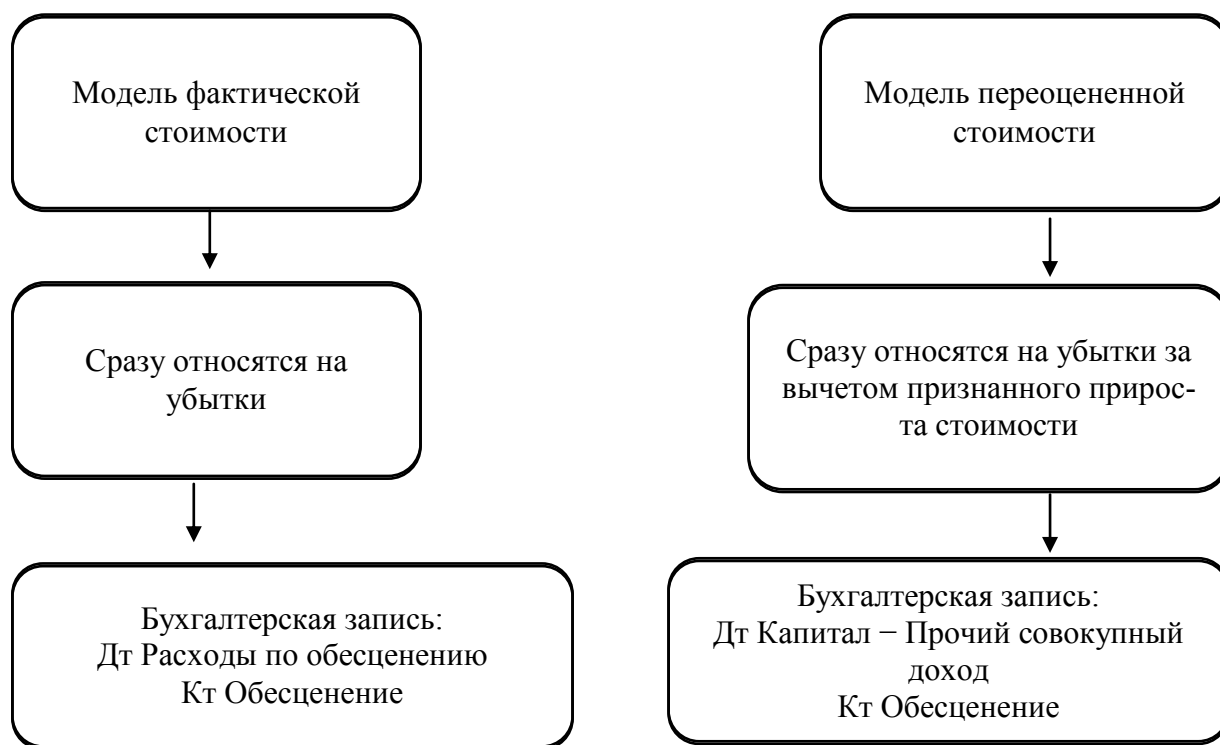 Модель фактической
стоимости
Модель переоцененной
стоимости
Сразу относятся на
убытки
Сразу относятся на убытки за
вычетом признанного прирос-
та стоимости
Бухгалтерская запись:
Дт Расходы по обесценению
Кт Обесценение
Бухгалтерская запись:
Дт Капитал − Прочий совокупный
доход
Кт Обесценение